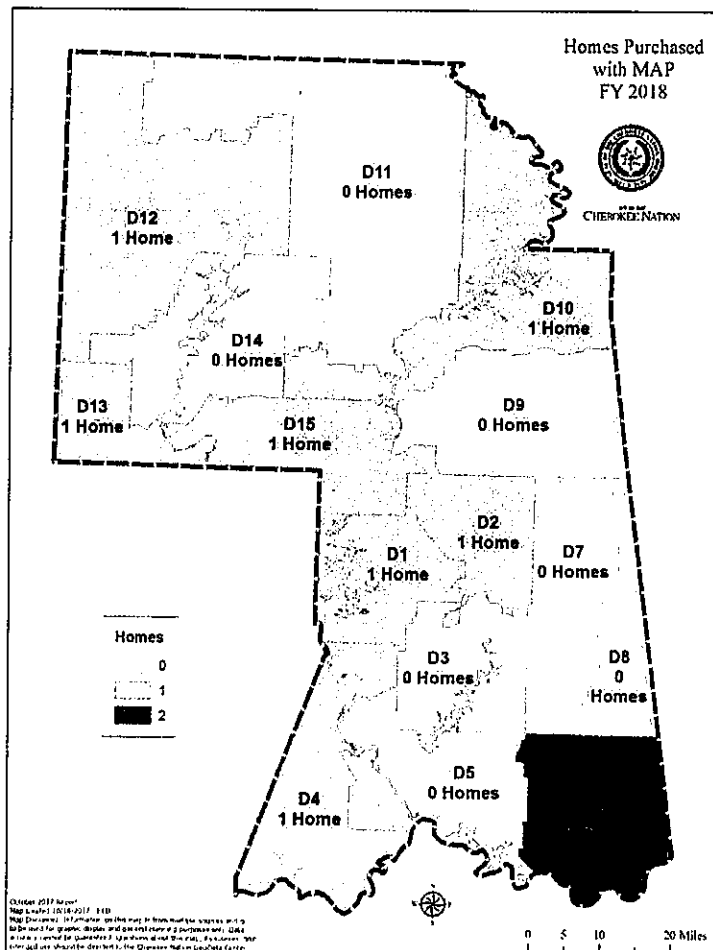 Homes Purchased
with MAP
FY 2018
CHEROKEE NATION
D11
0 Homes
D12
1 Home
D10
1 Home
D14
0 Homes
D13
1 Home
D15
1 Home
D9
0 Homes
D2
1 Home
D1
1 Home
D7
0 Homes
Homes
0
1
2
D3
0 Homes
D8
0
Homes
D5
0 Homes
D4
1 Home
October 2017 Report
0 5 10 20 Miles